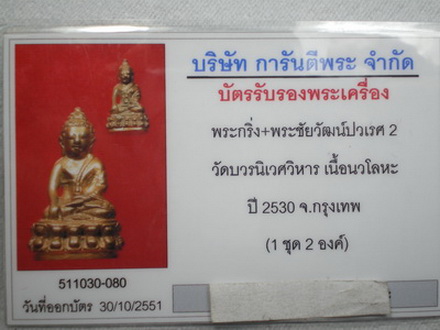 บริษัท การันตีพระ จำกัด
บัตรรับรองพระเครื่อง
พระกริ่ง+พระชัยวัฒน์ปวเรศ 2
วัดบวรนิเวศวิหาร เนื้อนวโลหะ
ปี 2530 จ.กรุงเทพ
(1 ชุด 2 องค์)
511030-080
วันที่ออกบัตร 30/10/2551